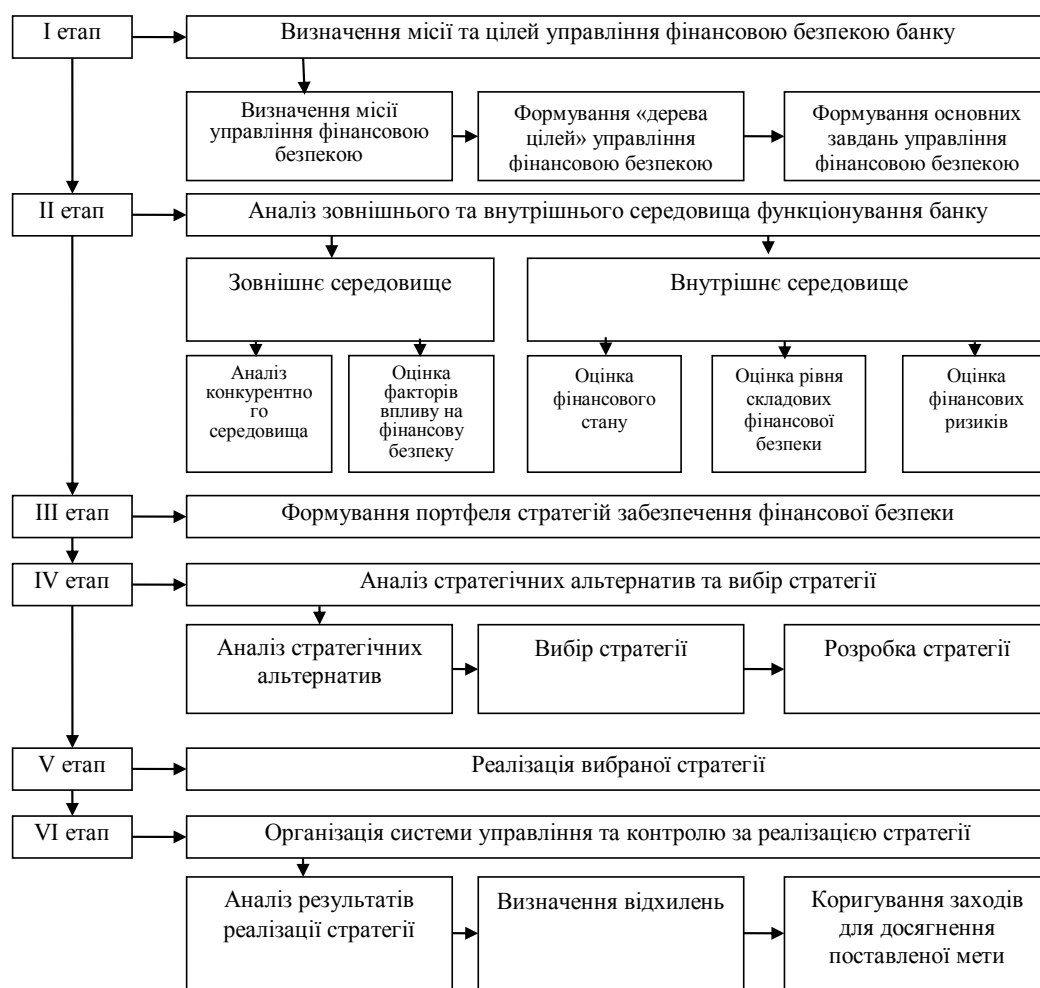 І етап
Визначення місії та цілей управління фінансовою безпекою банку
Визначення місії
управління фінансовою
безпекою
Формування «дерева
цілей» управління
фінансовою безпекою
Формування основних
завдань управління
фінансовою безпекою
ІІ етап
Аналіз зовнішнього та внутрішнього середовища функціонування банку
Зовнішнє середовище
Внутрішнє середовище
Аналіз
конкурентно
го
середовища
Оцінка
факторів
впливу на
фінансову
безпеку
Оцінка
фінансового
стану
Оцінка рівня
складових
фінансової
безпеки
Оцінка
фінансових
ризиків
ІІІ етап
Формування портфеля стратегій забезпечення фінансової безпеки
IV етап
Аналіз стратегічних альтернатив та вибір стратегії
Аналіз стратегічних
альтернатив
Вибір стратегії
Розробка стратегії
V етап
Реалізація вибраної стратегії
VI етап
Організація системи управління та контролю за реалізацією стратегії
Аналіз результатів
реалізації стратегії
Визначення відхилень
Коригування заходів
для досягнення
поставленої мети